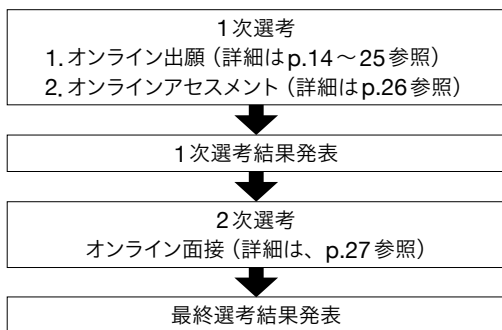 1次選考
1. オンライン出願（詳細はp.14～25参照）
2. オンラインアセスメント（詳細はp.26参照）
1次選考結果発表
2次選考
オンライン面接（詳細は、p.27参照）
最終選考結果発表